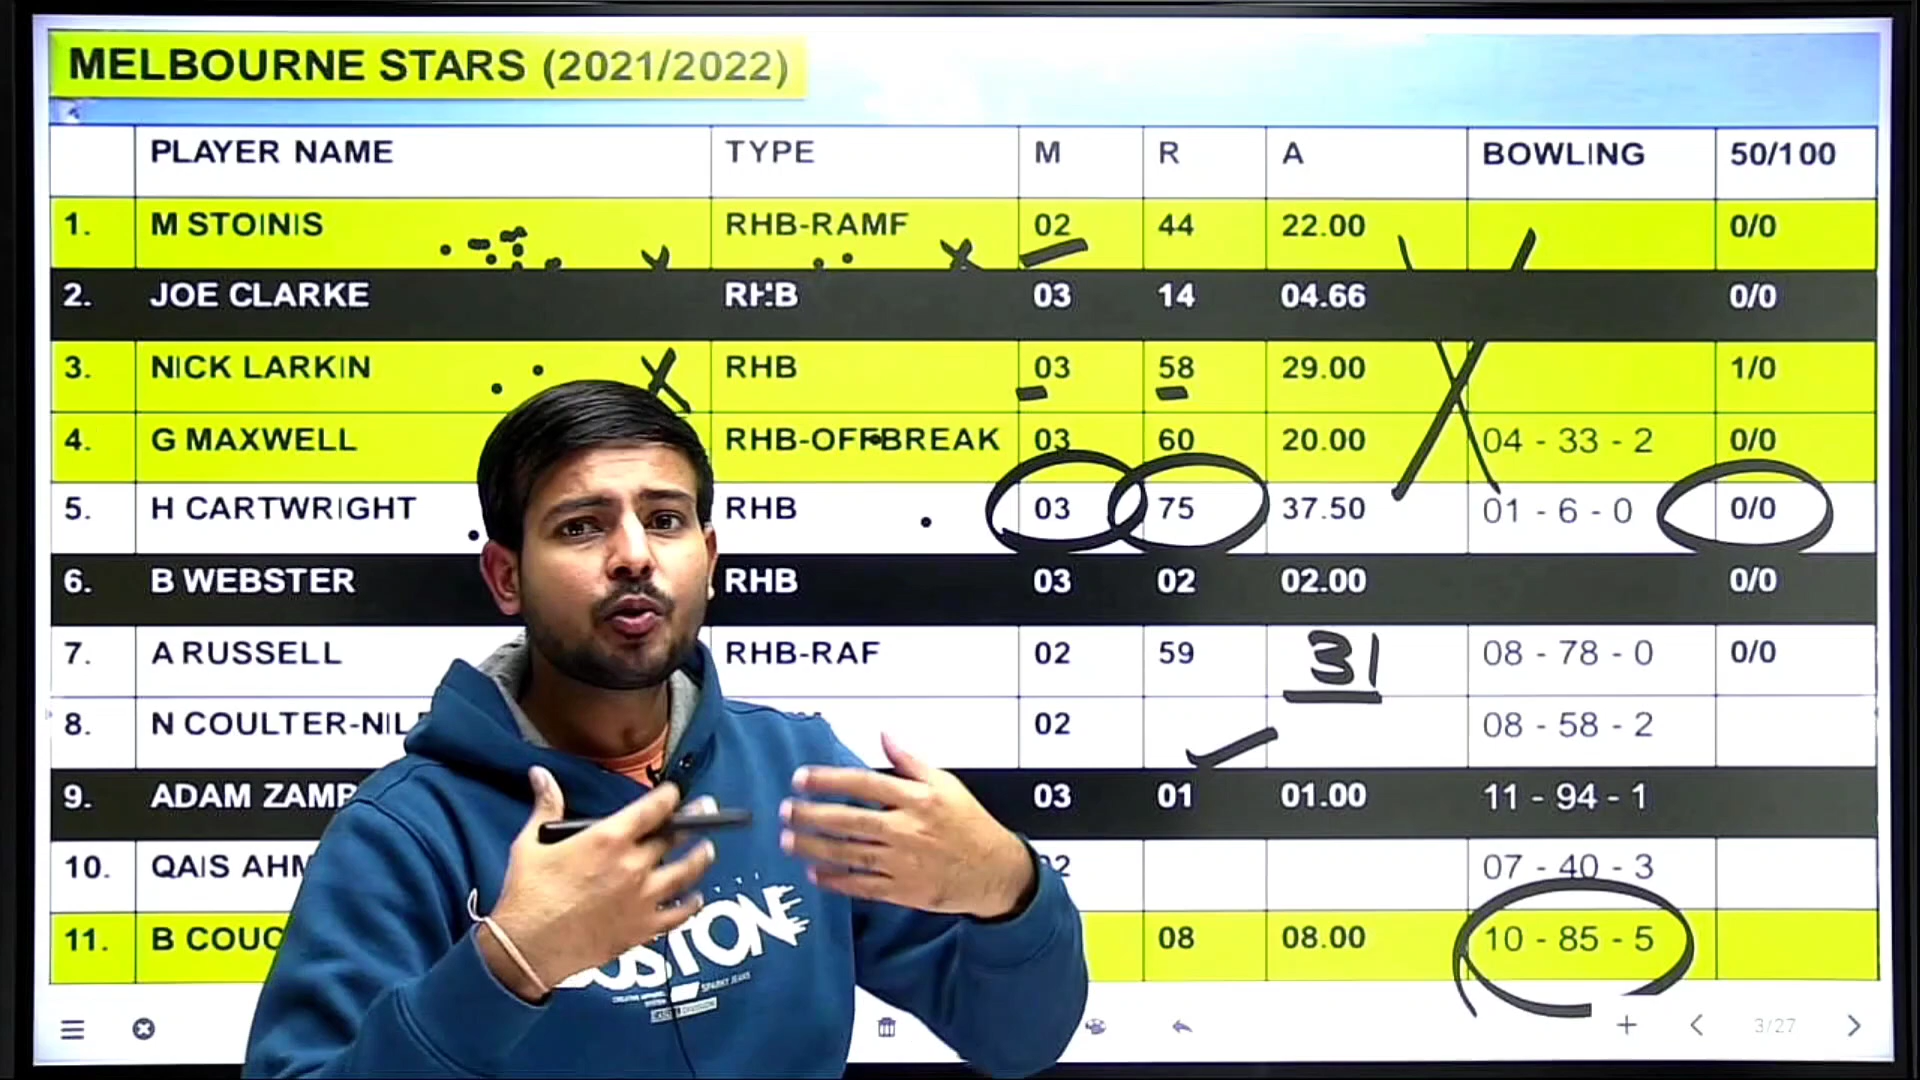 MELBOURNE STARS (2021/2022)
PLAYER NAME TYPE M R A BOWLING 50/100
1. M STOINIS RHB-RAMF 02 44 22.00 0/0
2. JOE CLARKE RHB 03 14 04.66 0/0
3. NICK LARKIN RHB 03 58 29.00 1/0
4. G MAXWELL RHB-OFF-BREAK 03 60 20.00 04 - 33 - 2 0/0
5. H CARTWRIGHT RHB 03 75 37.50 01 - 6 - 0 0/0
6. B WEBSTER RHB 03 02 02.00 0/0
7. A RUSSELL RHB-RAF 02 59 31 08 - 78 - 0 0/0
8. N COULTER-NIL 02 08 - 58 - 2
9. ADAM ZAMP 03 01 01.00 11 - 94 - 1
10. QAIS AHM 2 07 - 40 - 3
11. B COUC 08 08.00 10 - 85 - 5
3/27